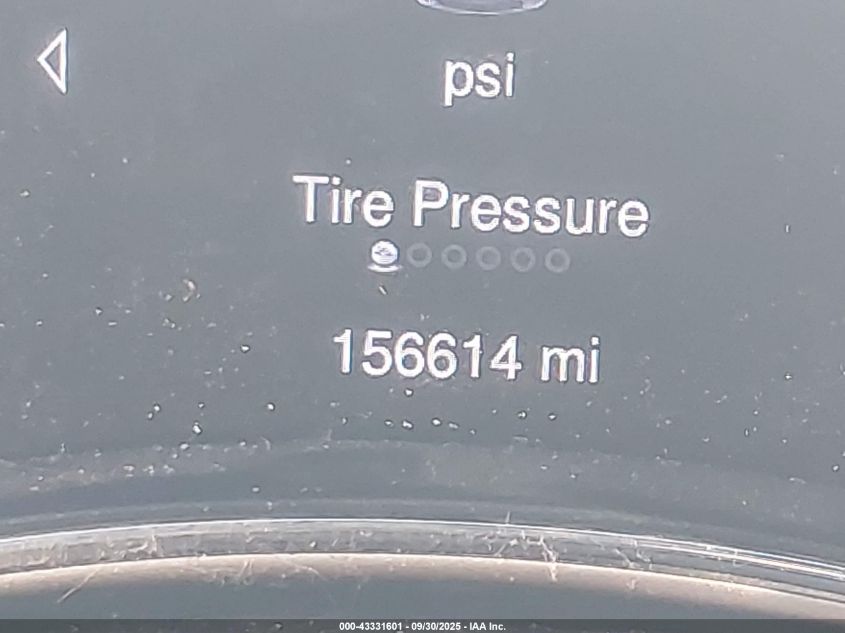 psi
Tire Pressure
156614 mi
000-43331601 - 09/30/2025 - IAA Inc.